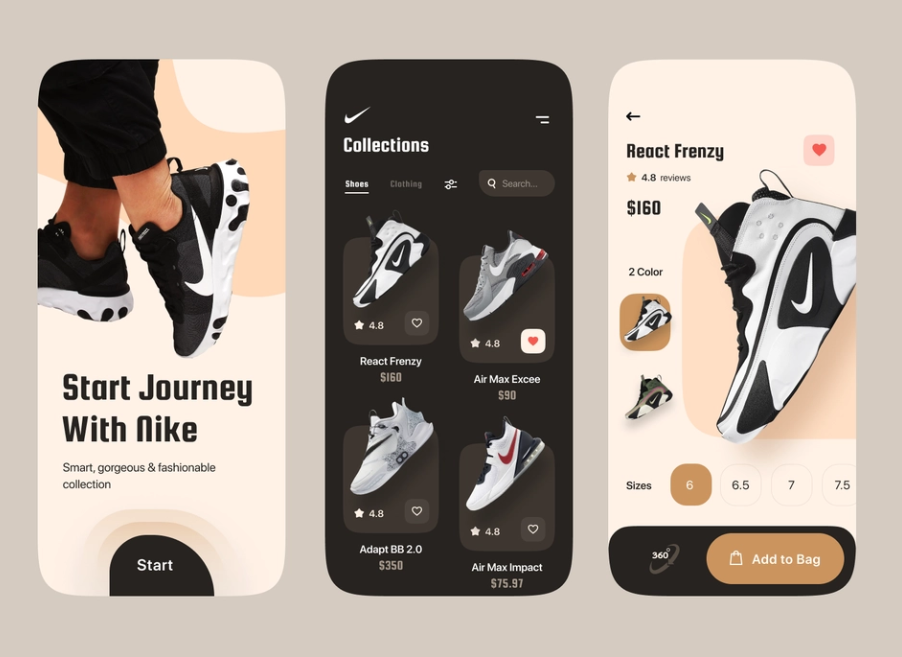 Start Journey
With Nike
Smart, gorgeous & fashionable
collection
Start
Collections
Shoes
Clothing
Search...
4.8
React Frenzy
$160
4.8
Air Max Excee
$90
4.8
Adapt BB 2.0
$350
4.8
Air Max Impact
$75.97
React Frenzy
4.8 reviews
$160
2 Color
Sizes
6
6.5
7
7.5
360°
Add to Bag